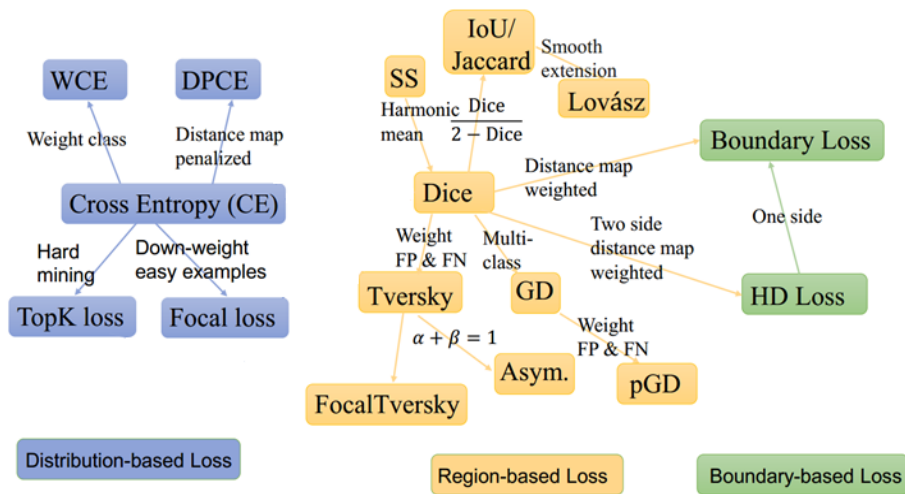 WCE
DPCE
Weight class
Distance map
penalized
Cross Entropy (CE)
Hard
mining
Down-weight
easy examples
TopK loss
Focal loss
Distribution-based Loss
IoU/
Jaccard
Smooth
extension
SS
Lovász
Harmonic
mean
Dice
2 − Dice
Dice
Distance map
weighted
Two side
distance map
weighted
Weight
FP & FN
Multi-
class
Tversky
GD
Weight
FP & FN
α + β = 1
Asym.
pGD
FocalTversky
Region-based Loss
Boundary Loss
One side
HD Loss
Boundary-based Loss